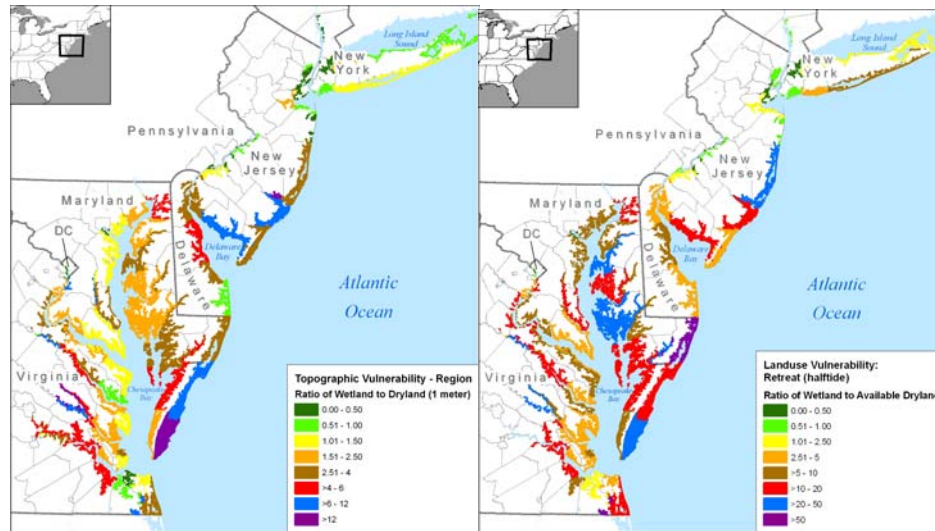 Long Island
Sound
New
York
Pennsylvania
New
Jersey
Maryland
DC
Delaware
Delaware
Bay
Atlantic
Ocean
Virginia
Chesapeake
Bay
Topographic Vulnerability - Region
Ratio of Wetland to Dryland (1 meter)
0.00 - 0.50
0.51 - 1.00
1.01 - 1.50
1.51 - 2.50
2.51 - 4
>4 - 6
>6 - 12
>12
Long Island
Sound
New
York
Pennsylvania
New
Jersey
Maryland
DC
Delaware
Delaware
Bay
Atlantic
Ocean
Virginia
Chesapeake
Bay
Landuse Vulnerability:
Retreat (halftide)
Ratio of Wetland to Available Dryland
0.00 - 0.50
0.51 - 1.00
1.01 - 2.50
2.51 - 5
>5 - 10
>10 - 20
>20 - 50
>50